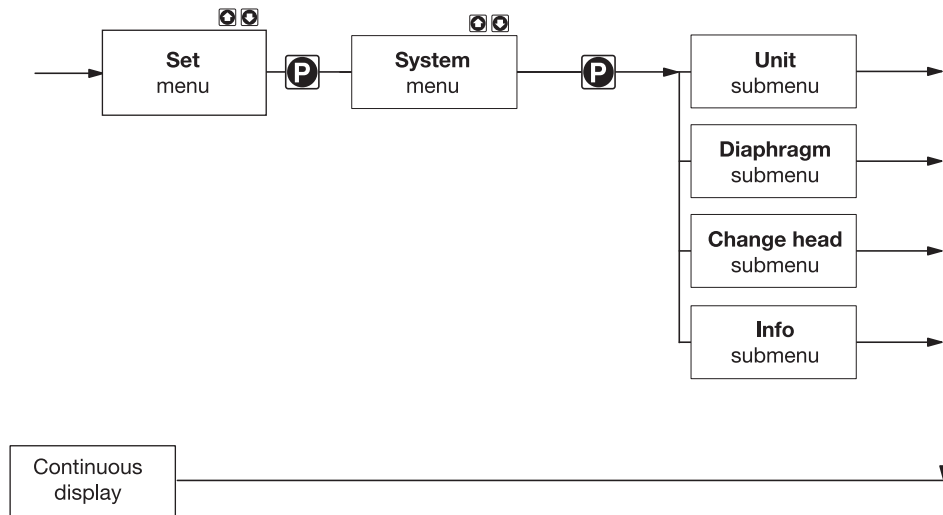 Set
menu
P
System
menu
P
Unit
submenu
Diaphragm
submenu
Change head
submenu
Info
submenu
Continuous
display